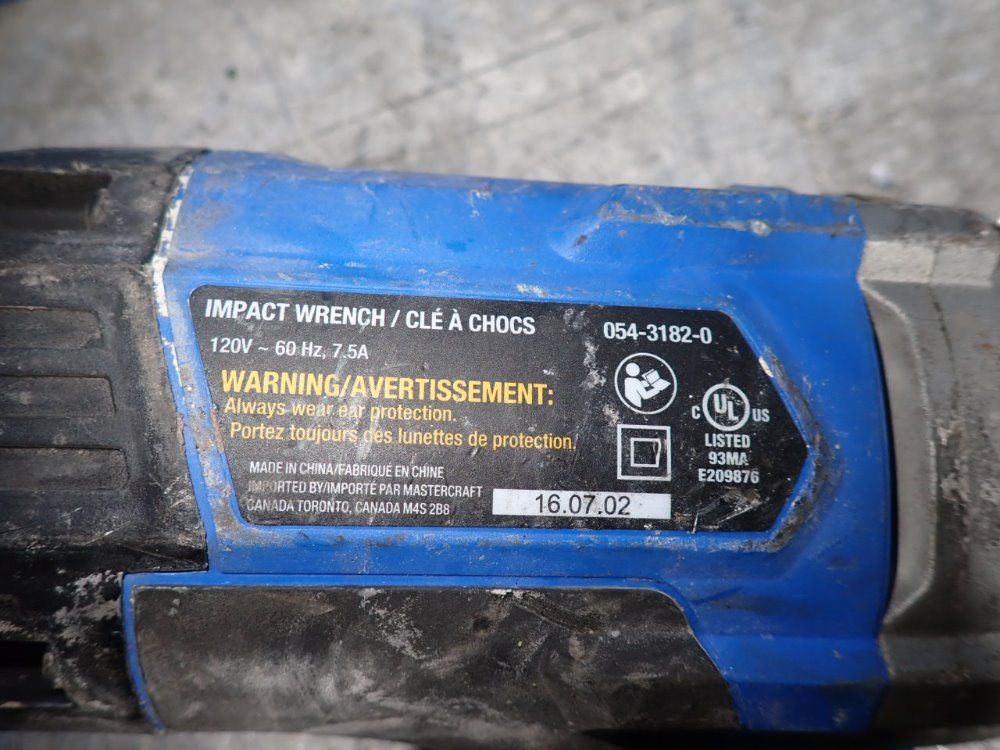 IMPACT WRENCH / CLÉ À CHOCS
054-3182-0
120V ~ 60 Hz, 7.5A
WARNING/AVERTISSEMENT:
Always wear ear protection.
Portez toujours des lunettes de protection.
C UL US
LISTED
93MA
E209876
MADE IN CHINA/FABRIQUÉ EN CHINE
IMPORTED BY/IMPORTÉ PAR MASTERCRAFT
CANADA TORONTO, CANADA M4S 2B8
16.07.02